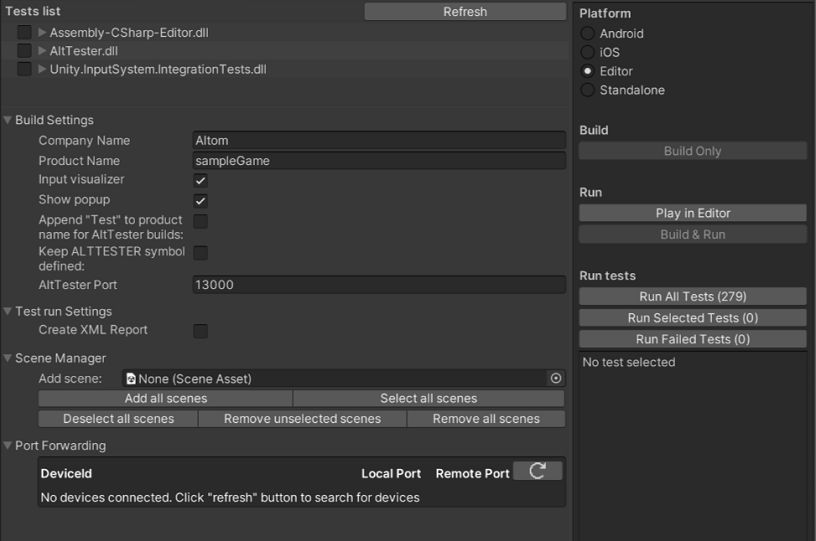 Tests list
Refresh
Assembly-CSharp-Editor.dll
AltTester.dll
Unity.InputSystem.IntegrationTests.dll
Build Settings
Company Name
Altom
Product Name
sampleGame
Input visualizer
Show popup
Append "Test" to product
name for AltTester builds:
Keep ALTTESTER symbol
defined:
AltTester Port
13000
Test run Settings
Create XML Report
Scene Manager
Add scene:
None (Scene Asset)
Add all scenes
Select all scenes
Deselect all scenes
Remove unselected scenes
Remove all scenes
Port Forwarding
DeviceId
Local Port
Remote Port
No devices connected. Click "refresh" button to search for devices
Platform
Android
iOS
Editor
Standalone
Build
Build Only
Run
Play in Editor
Build & Run
Run tests
Run All Tests (279)
Run Selected Tests (0)
Run Failed Tests (0)
No test selected